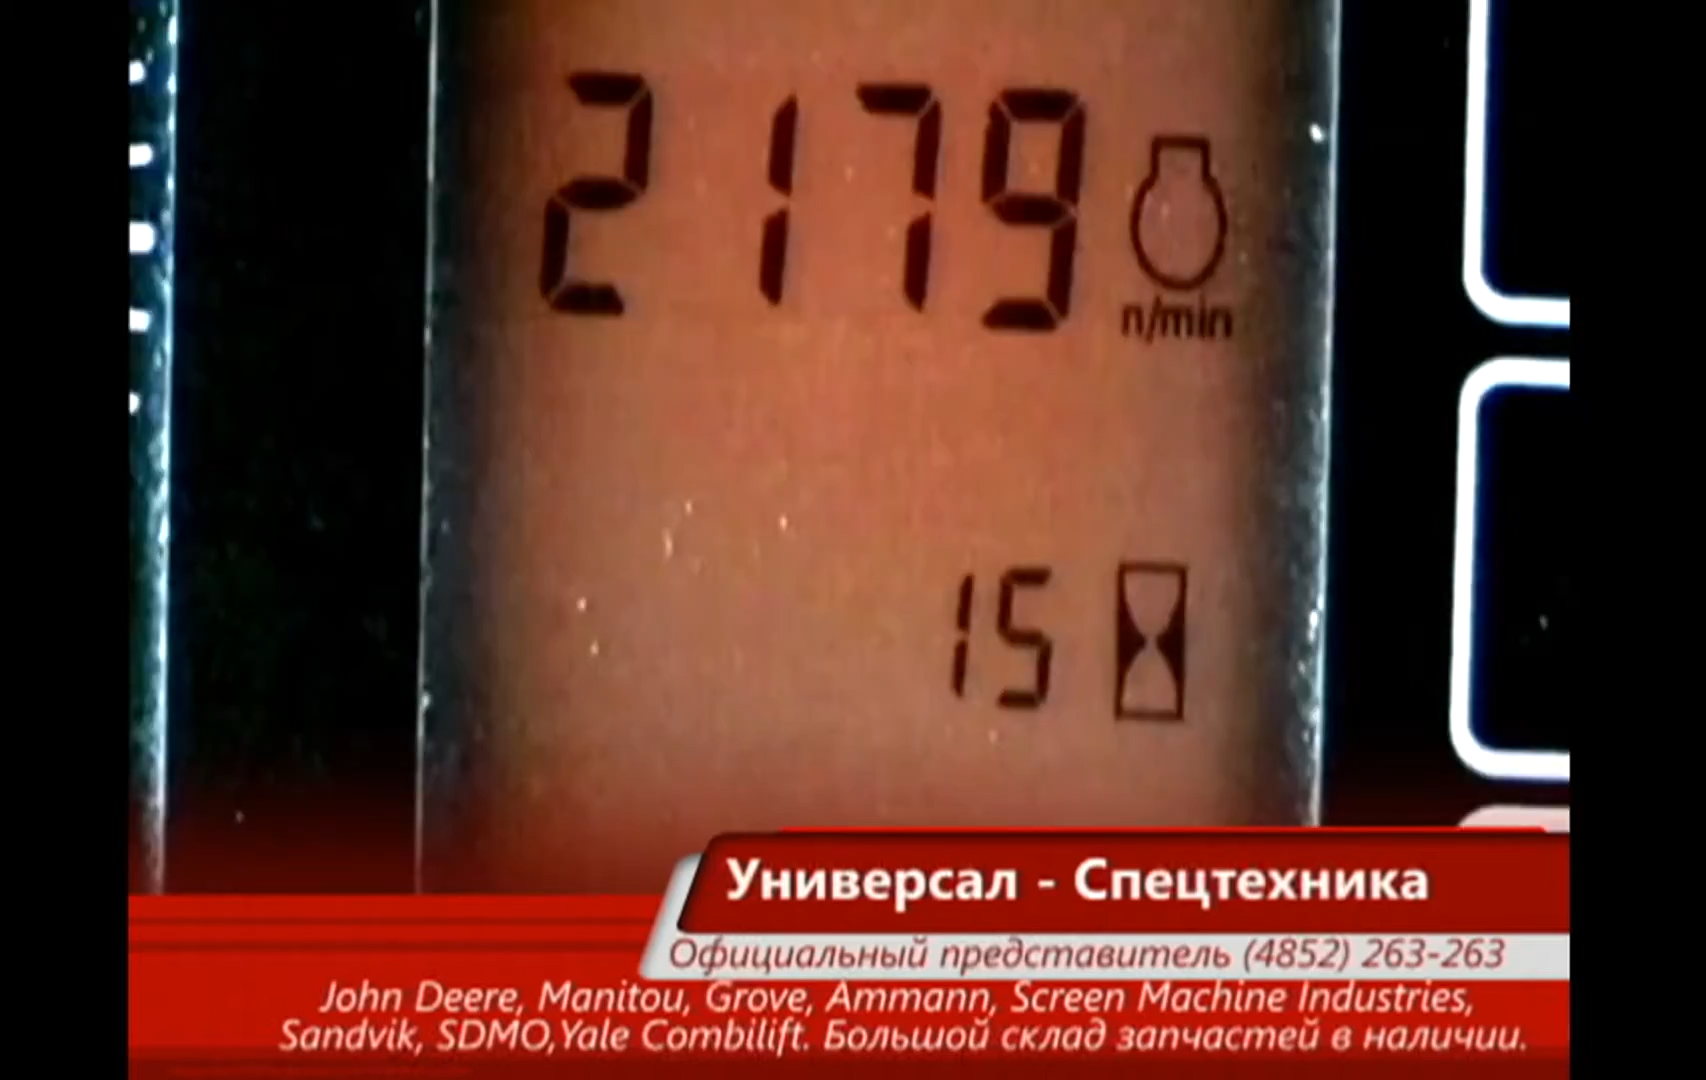 2179
n/min
15
Универсал - Спецтехника
Официальный представитель (4852) 263-263
John Deere, Manitou, Grove, Ammann, Screen Machine Industries,
Sandvik, SDMO,Yale Combilift. Большой склад запчастей в наличии.